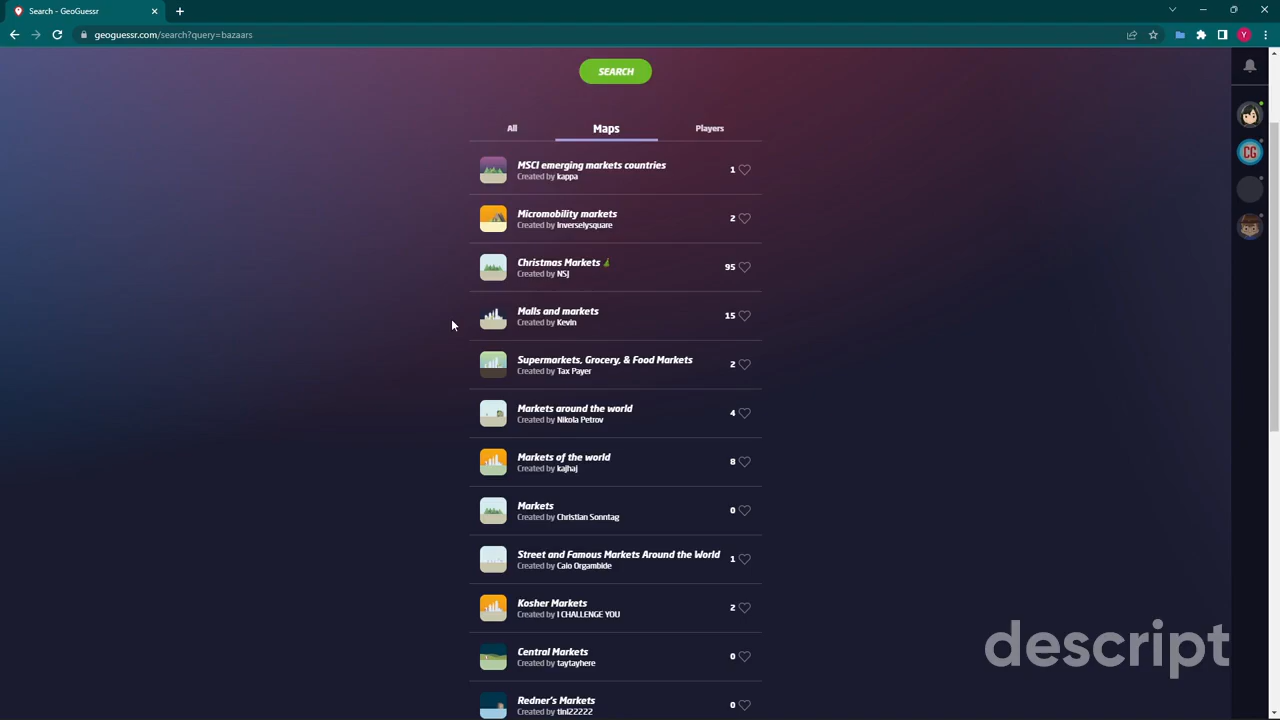 Search - GeoGuessr
geoguessr.com/search?query=bazaars
Y
SEARCH
All
Maps
Players
MSCI emerging markets countries
Created by kappa
1
Micromobility markets
Created by Inverselysquare
2
Christmas Markets
Created by NSJ
95
Malls and markets
Created by Kevin
15
Supermarkets, Grocery, & Food Markets
Created by Tax Payer
2
Markets around the world
Created by Nikola Petrov
4
Markets of the world
Created by kajhaj
8
Markets
Created by Christian Sonntag
0
Street and Famous Markets Around the World
Created by Caio Orgambide
1
Kosher Markets
Created by I CHALLENGE YOU
2
Central Markets
Created by taytayhere
0
Redner's Markets
Created by tini22222
0
CG
descript